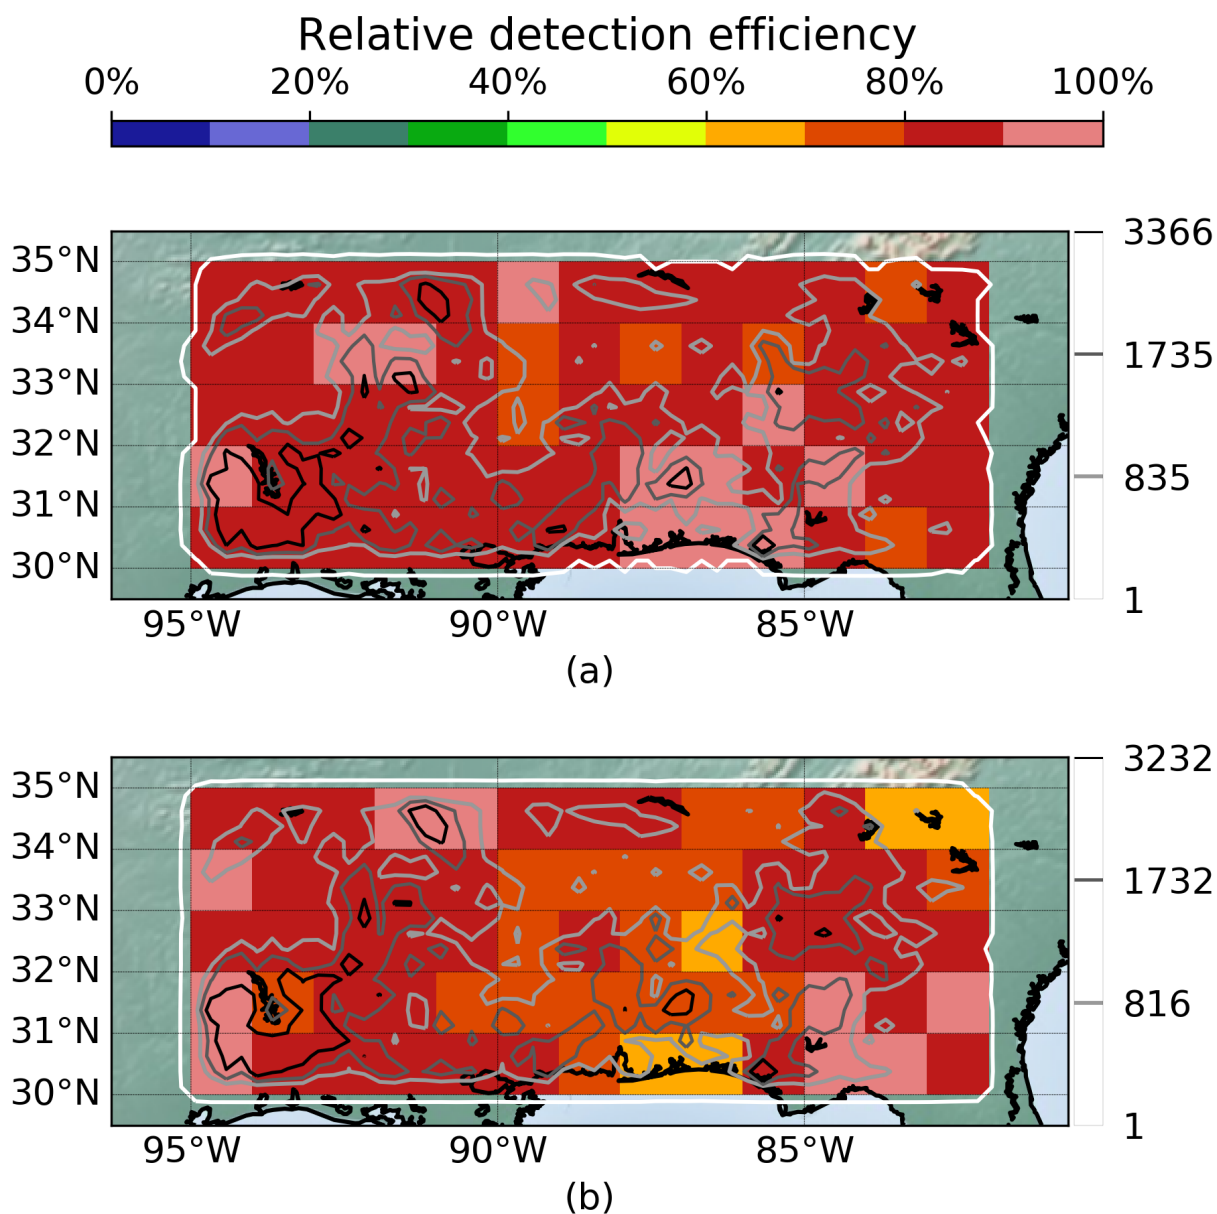 Relative detection efficiency
0% 20% 40% 60% 80% 100%
35°N 3366
34°N
33°N 1735
32°N
31°N 835
30°N 1
95°W 90°W 85°W
(a)
35°N 3232
34°N
33°N 1732
32°N
31°N 816
30°N 1
95°W 90°W 85°W
(b)